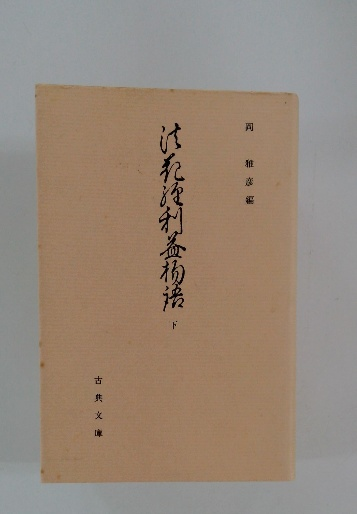 岡 雅彦編
法花経利益物語
下
古典文庫